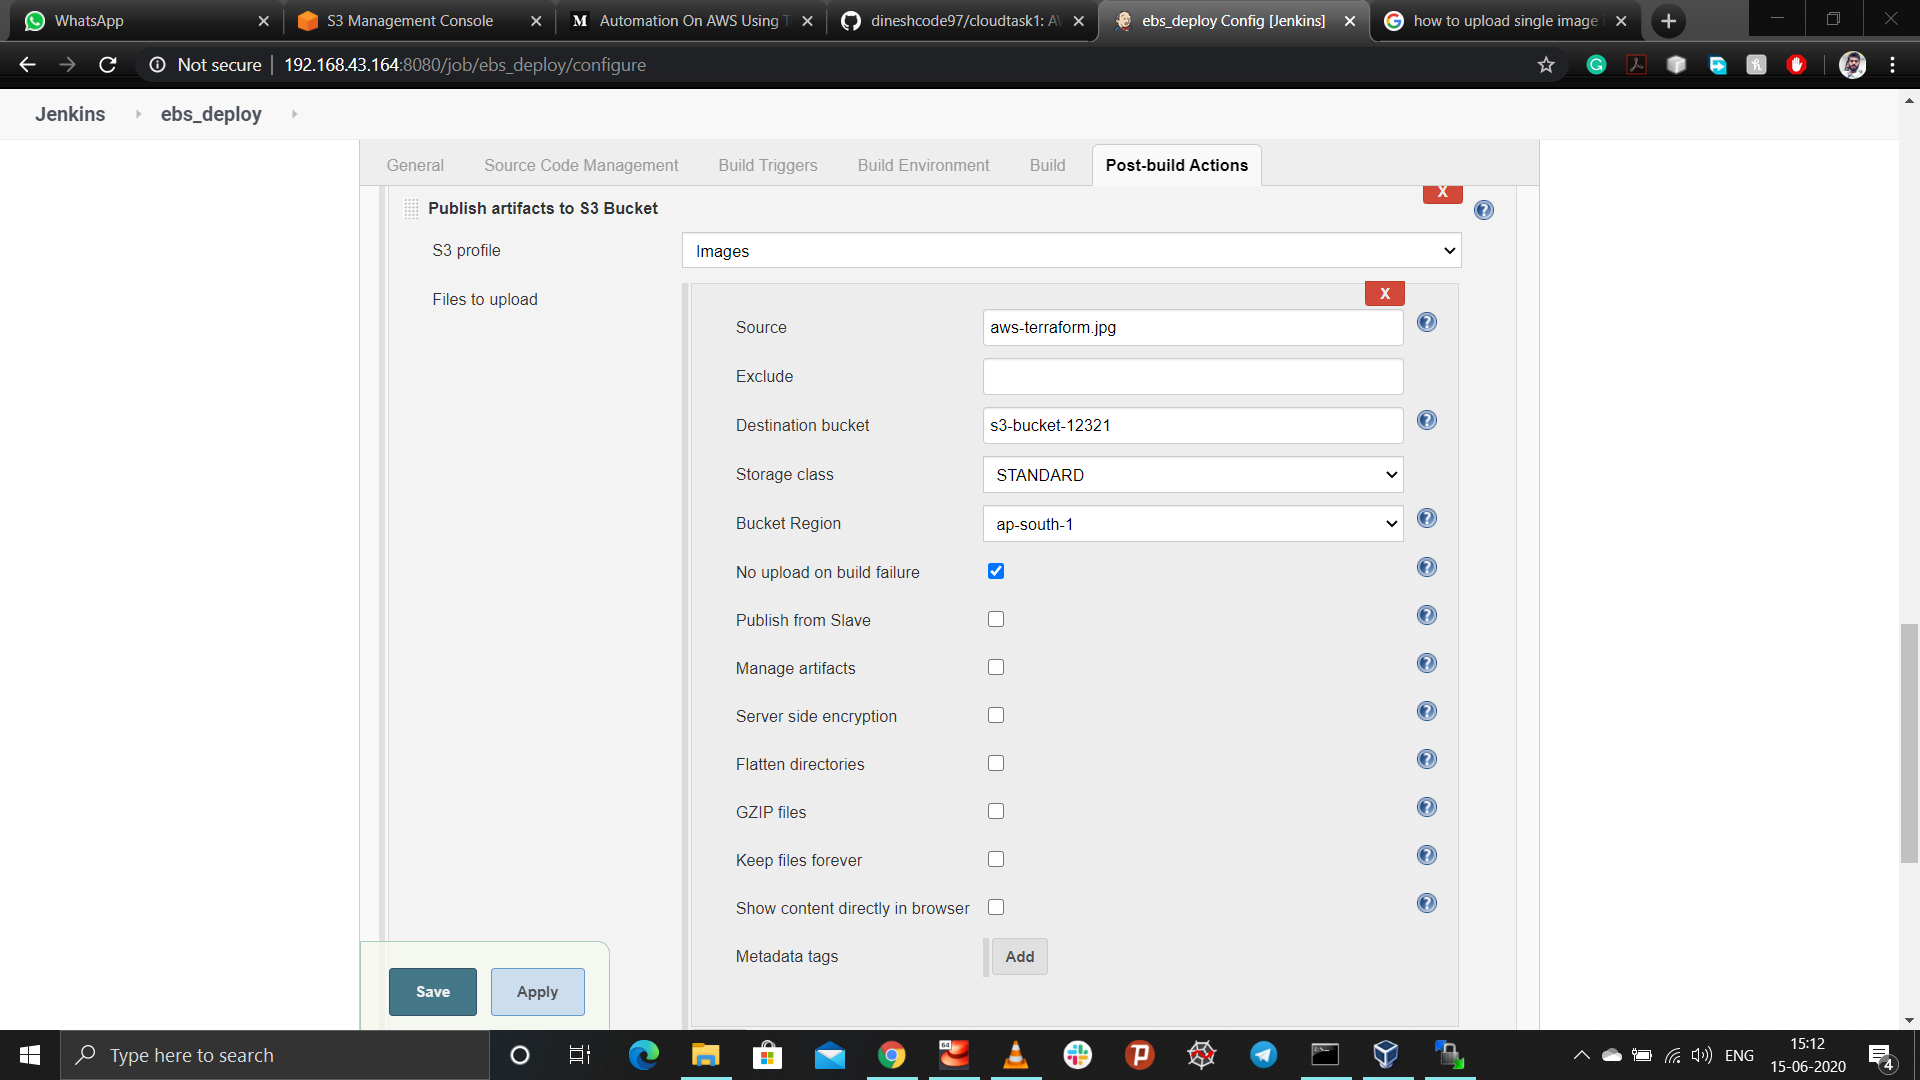 WhatsApp
S3 Management Console
Automation On AWS Using T
dineshcode97/cloudtask1: A
ebs_deploy Config [Jenkins]
how to upload single image
Not secure | 192.168.43.164:8080/job/ebs_deploy/configure
Jenkins ebs_deploy
General Source Code Management Build Triggers Build Environment Build Post-build Actions
X
Publish artifacts to S3 Bucket
S3 profile Images
Files to upload
X
Source aws-terraform.jpg
Exclude
Destination bucket s3-bucket-12321
Storage class STANDARD
Bucket Region ap-south-1
No upload on build failure
Publish from Slave
Manage artifacts
Server side encryption
Flatten directories
GZIP files
Keep files forever
Show content directly in browser
Metadata tags Add
Save Apply
Type here to search
64
ENG
15:12
15-06-2020
4